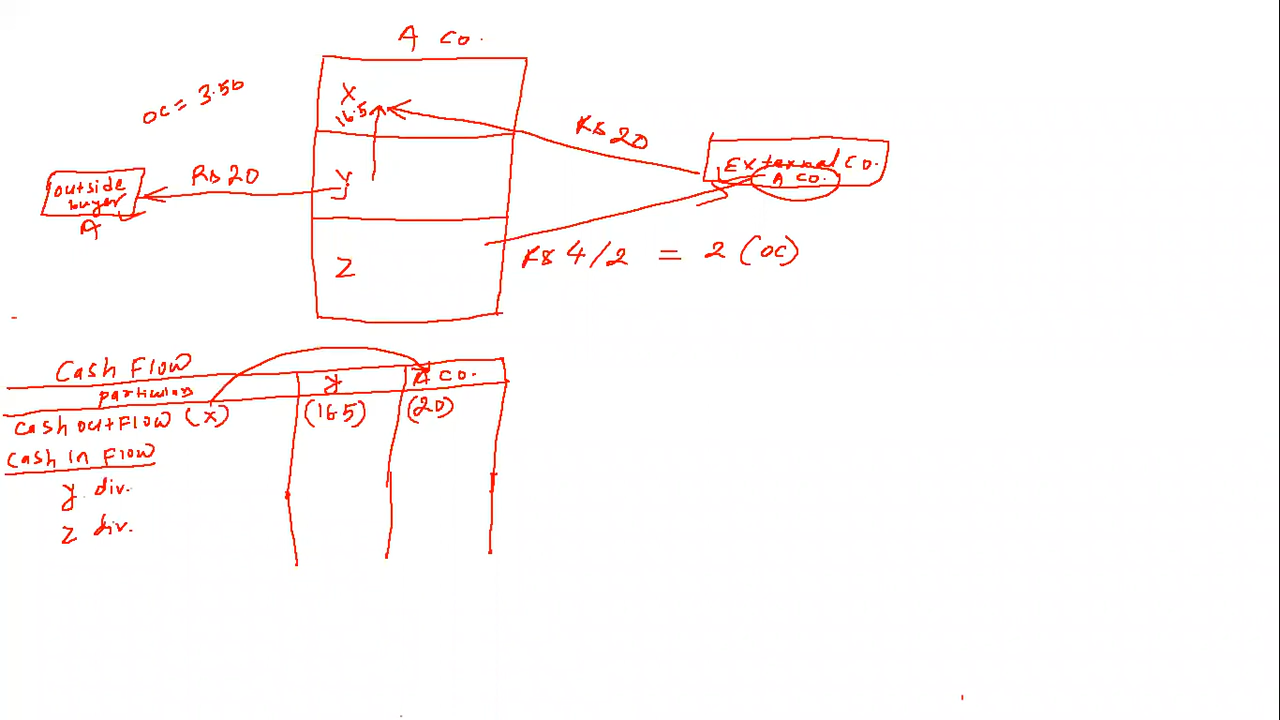 A Co.
OC = 3.50
X
16.5
Rs 20
External Co.
A Co.
outside
buyer
A
Rs 20
y
Z
Rs 4/2 = 2 (OC)
Cash Flow
particulars
y
A Co.
Cash outflow (X)
(16.5)
(20)
Cash in Flow
y div.
Z div.